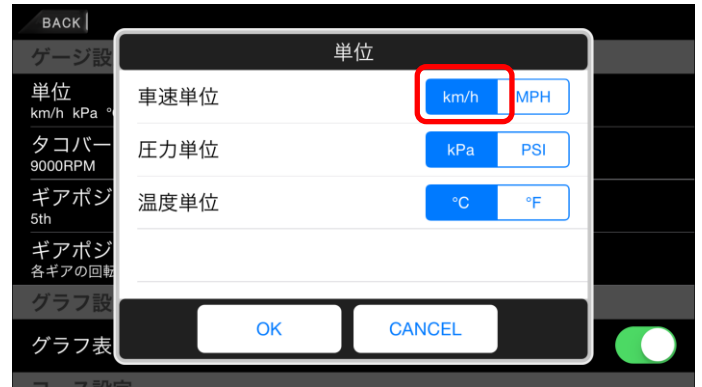 BACK
ゲージ設
単位
単位
km/h kPa
車速単位
km/h
MPH
タコバー
9000RPM
圧力単位
kPa
PSI
ギアポジ
5th
温度単位
°C
°F
ギアポジ
各ギアの回転
グラフ設
OK
CANCEL
グラフ表